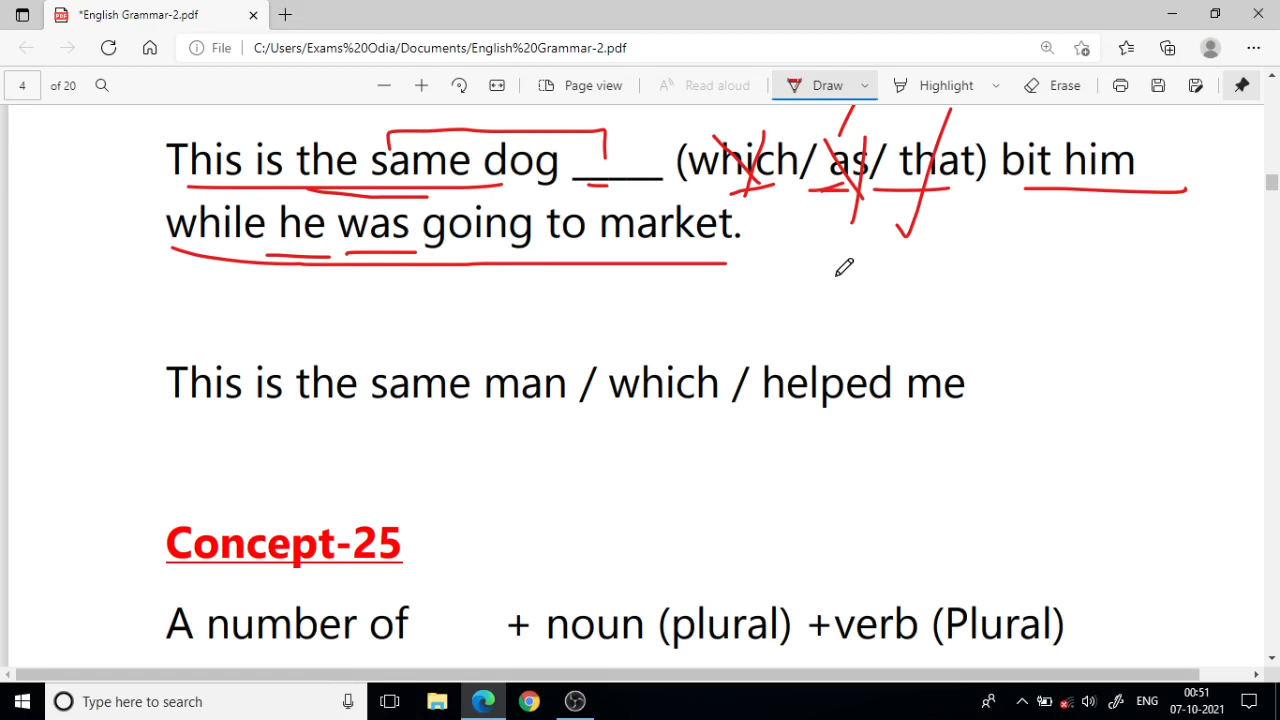 *English Grammar-2.pdf
File C:/Users/Exams%20Odia/Documents/English%20Grammar-2.pdf
4 of 20 Page view Read aloud Draw Highlight Erase
This is the same dog _____ (which/ as/ that) bit him
while he was going to market.
This is the same man / which / helped me
Concept-25
A number of + noun (plural) +verb (Plural)
Type here to search ENG 00:51
07-10-2021